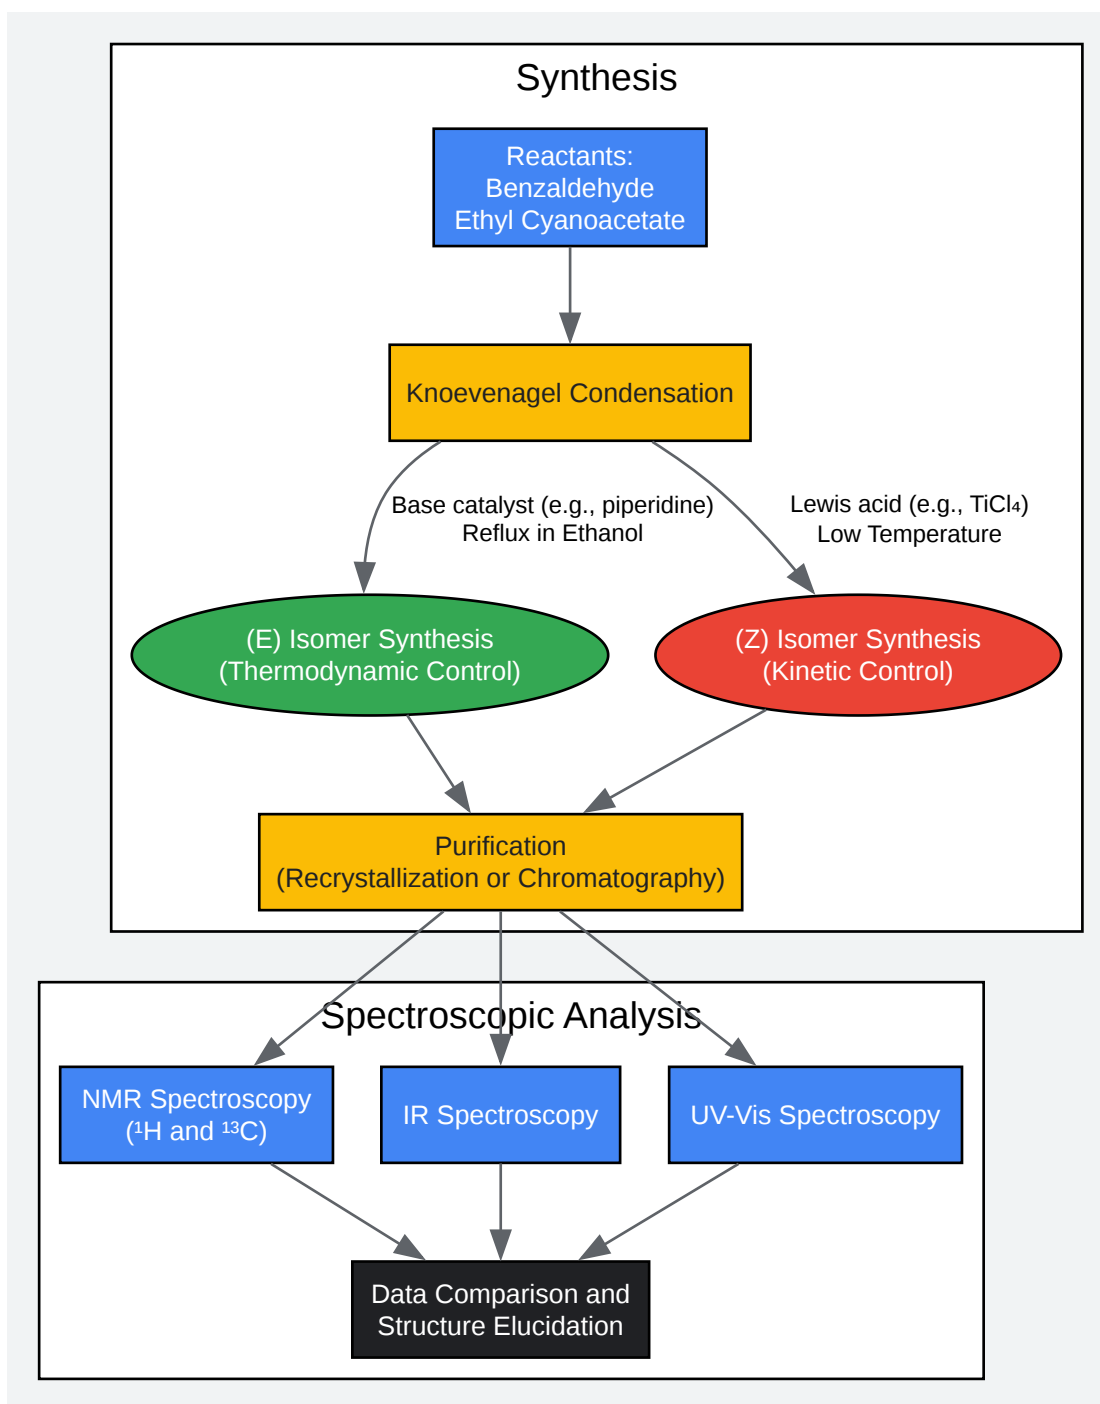 Synthesis
Reactants:
Benzaldehyde
Ethyl Cyanoacetate
Knoevenagel Condensation
Base catalyst (e.g., piperidine)
Reflux in Ethanol
Lewis acid (e.g., TiCl₄)
Low Temperature
(E) Isomer Synthesis
(Thermodynamic Control)
(Z) Isomer Synthesis
(Kinetic Control)
Purification
(Recrystallization or Chromatography)
Spectroscopic Analysis
NMR Spectroscopy
(¹H and ¹³C)
IR Spectroscopy
UV-Vis Spectroscopy
Data Comparison and
Structure Elucidation